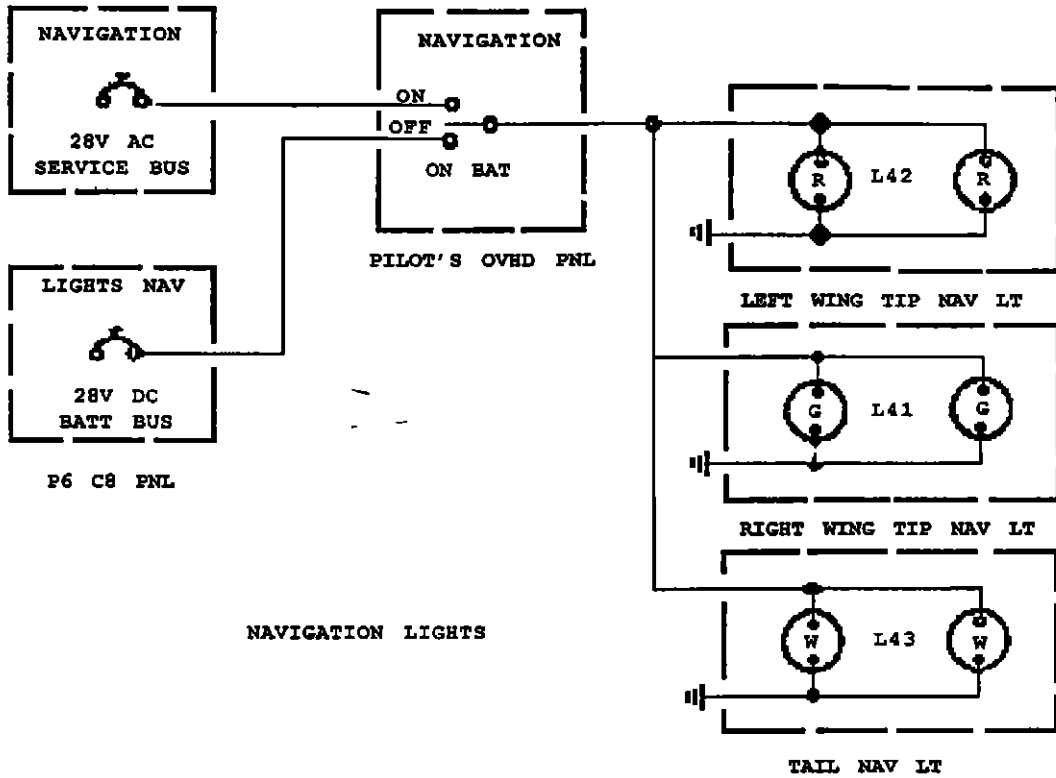 NAVIGATION
28V AC
SERVICE BUS
NAVIGATION
ON
OFF
ON BAT
PILOT'S OVHD PNL
LIGHTS NAV
28V DC
BATT BUS
P6 C8 PNL
R
L42
R
LEFT WING TIP NAV LT
G
L41
G
RIGHT WING TIP NAV LT
W
L43
W
TAIL NAV LT
NAVIGATION LIGHTS